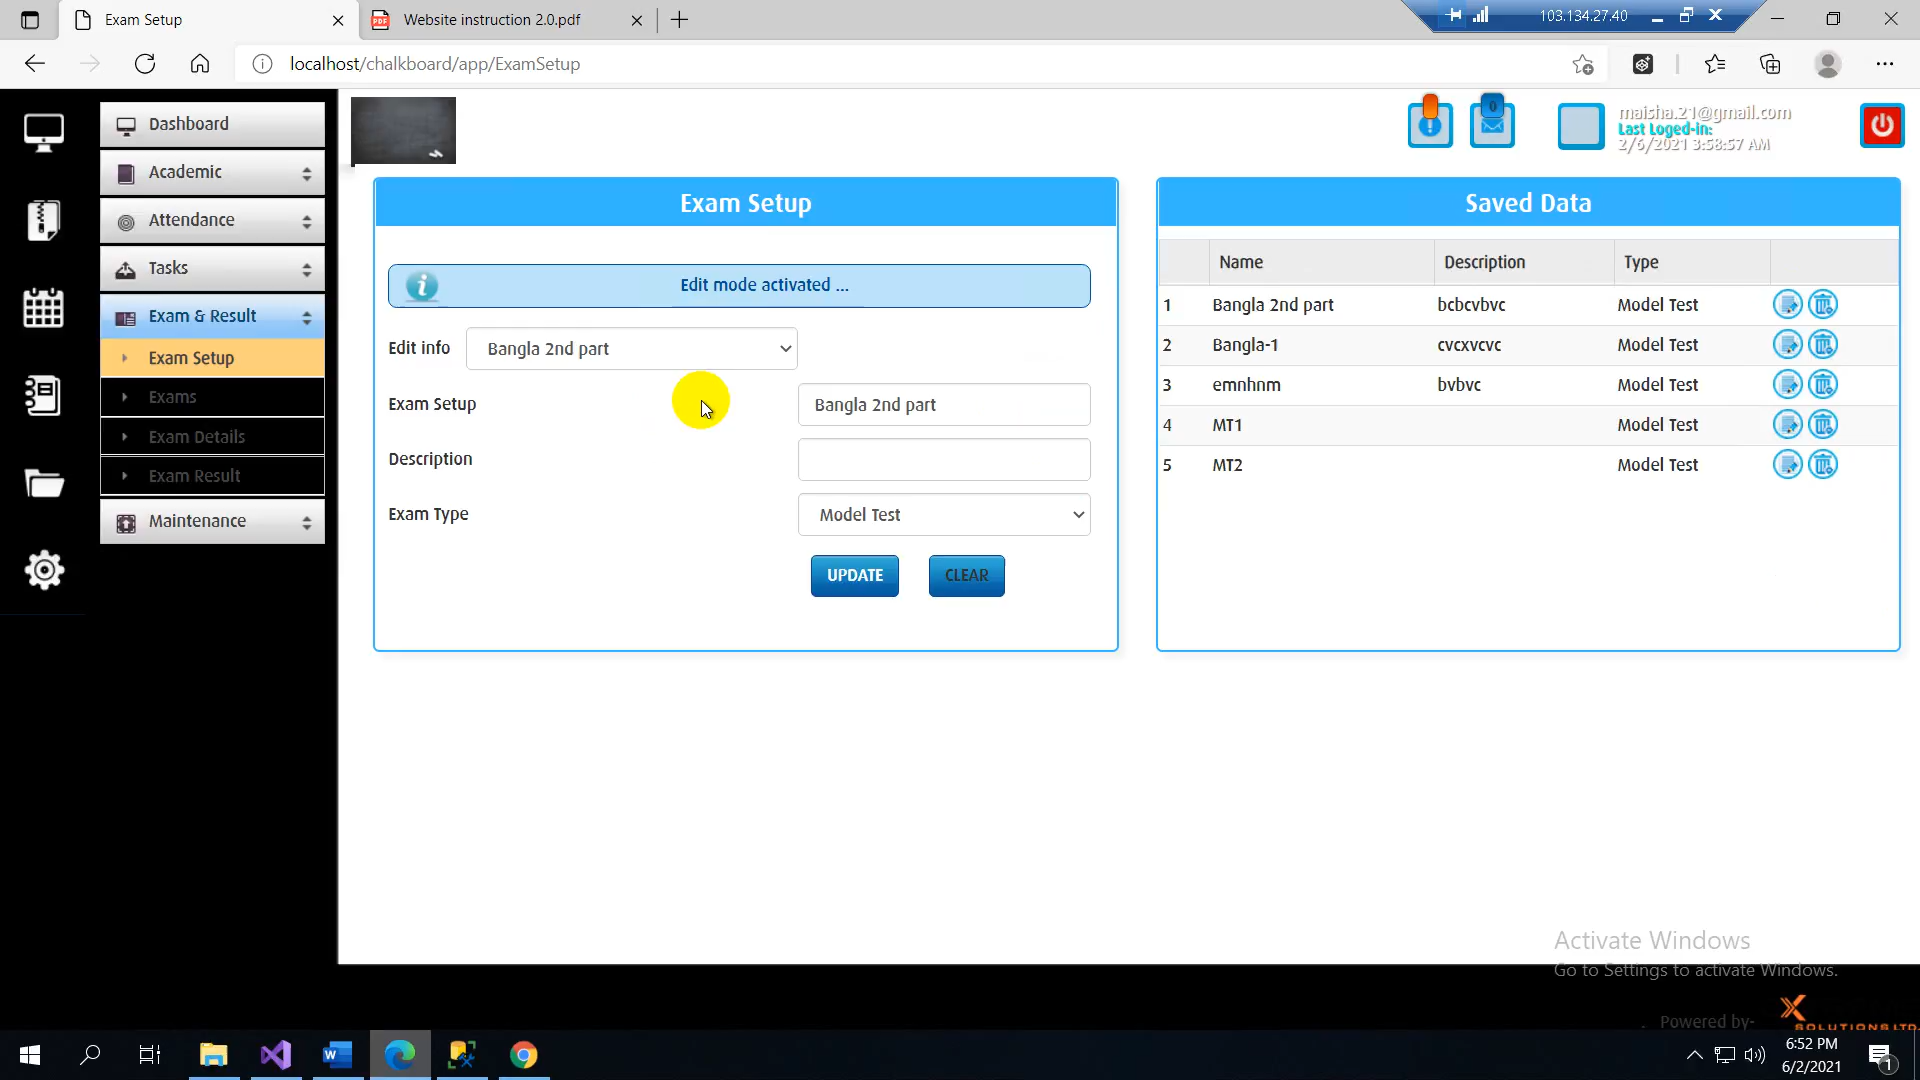 Exam Setup
Website instruction 2.0.pdf
103.134.27.40
localhost/chalkboard/app/ExamSetup
Dashboard
Academic
Attendance
Tasks
Exam & Result
Exam Setup
Exams
Exam Details
Exam Result
Maintenance
0
maisha.21@gmail.com
Last Loged-in:
2/6/2021 3:58:57 AM
Exam Setup
Edit mode activated ...
Edit info
Bangla 2nd part
Exam Setup
Bangla 2nd part
Description
Exam Type
Model Test
UPDATE
CLEAR
Saved Data
Name Description Type
1 Bangla 2nd part bcbcvbvc Model Test
2 Bangla-1 cvcxvcvc Model Test
3 emnhnm bvbvc Model Test
4 MT1 Model Test
5 MT2 Model Test
Activate Windows
Go to Settings to activate Windows.
. Powered by-
X
SOLUTIONS LTD.
6:52 PM
6/2/2021
1